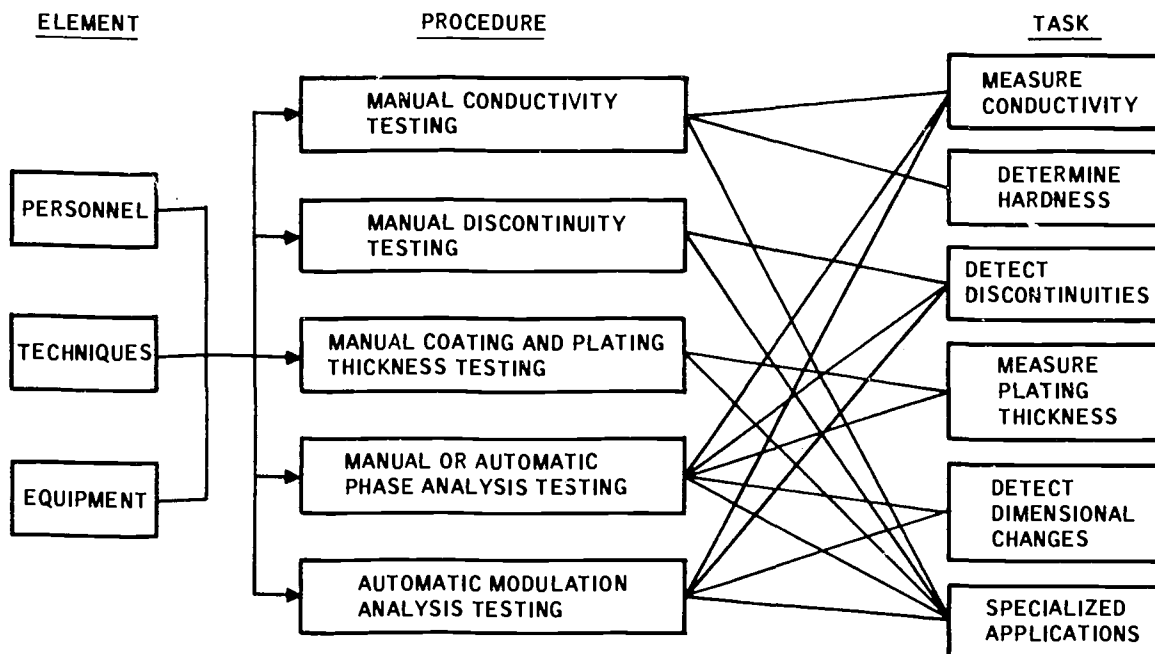 ELEMENT
PROCEDURE
TASK
PERSONNEL
TECHNIQUES
EQUIPMENT
MANUAL CONDUCTIVITY
TESTING
MANUAL DISCONTINUITY
TESTING
MANUAL COATING AND PLATING
THICKNESS TESTING
MANUAL OR AUTOMATIC
PHASE ANALYSIS TESTING
AUTOMATIC MODULATION
ANALYSIS TESTING
MEASURE
CONDUCTIVITY
DETERMINE
HARDNESS
DETECT
DISCONTINUITIES
MEASURE
PLATING
THICKNESS
DETECT
DIMENSIONAL
CHANGES
SPECIALIZED
APPLICATIONS